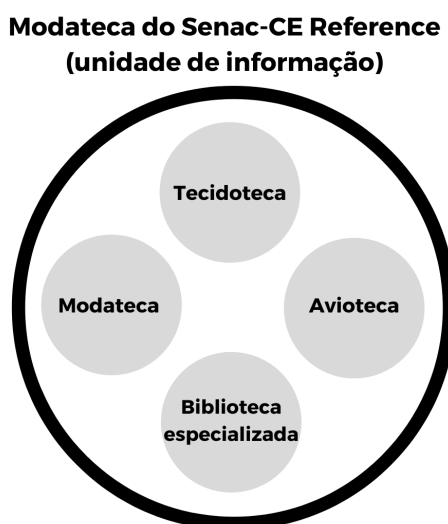 Modateca do Senac-CE Reference
(unidade de informação)
Tecidoteca
Modateca
Avioteca
Biblioteca
especializada